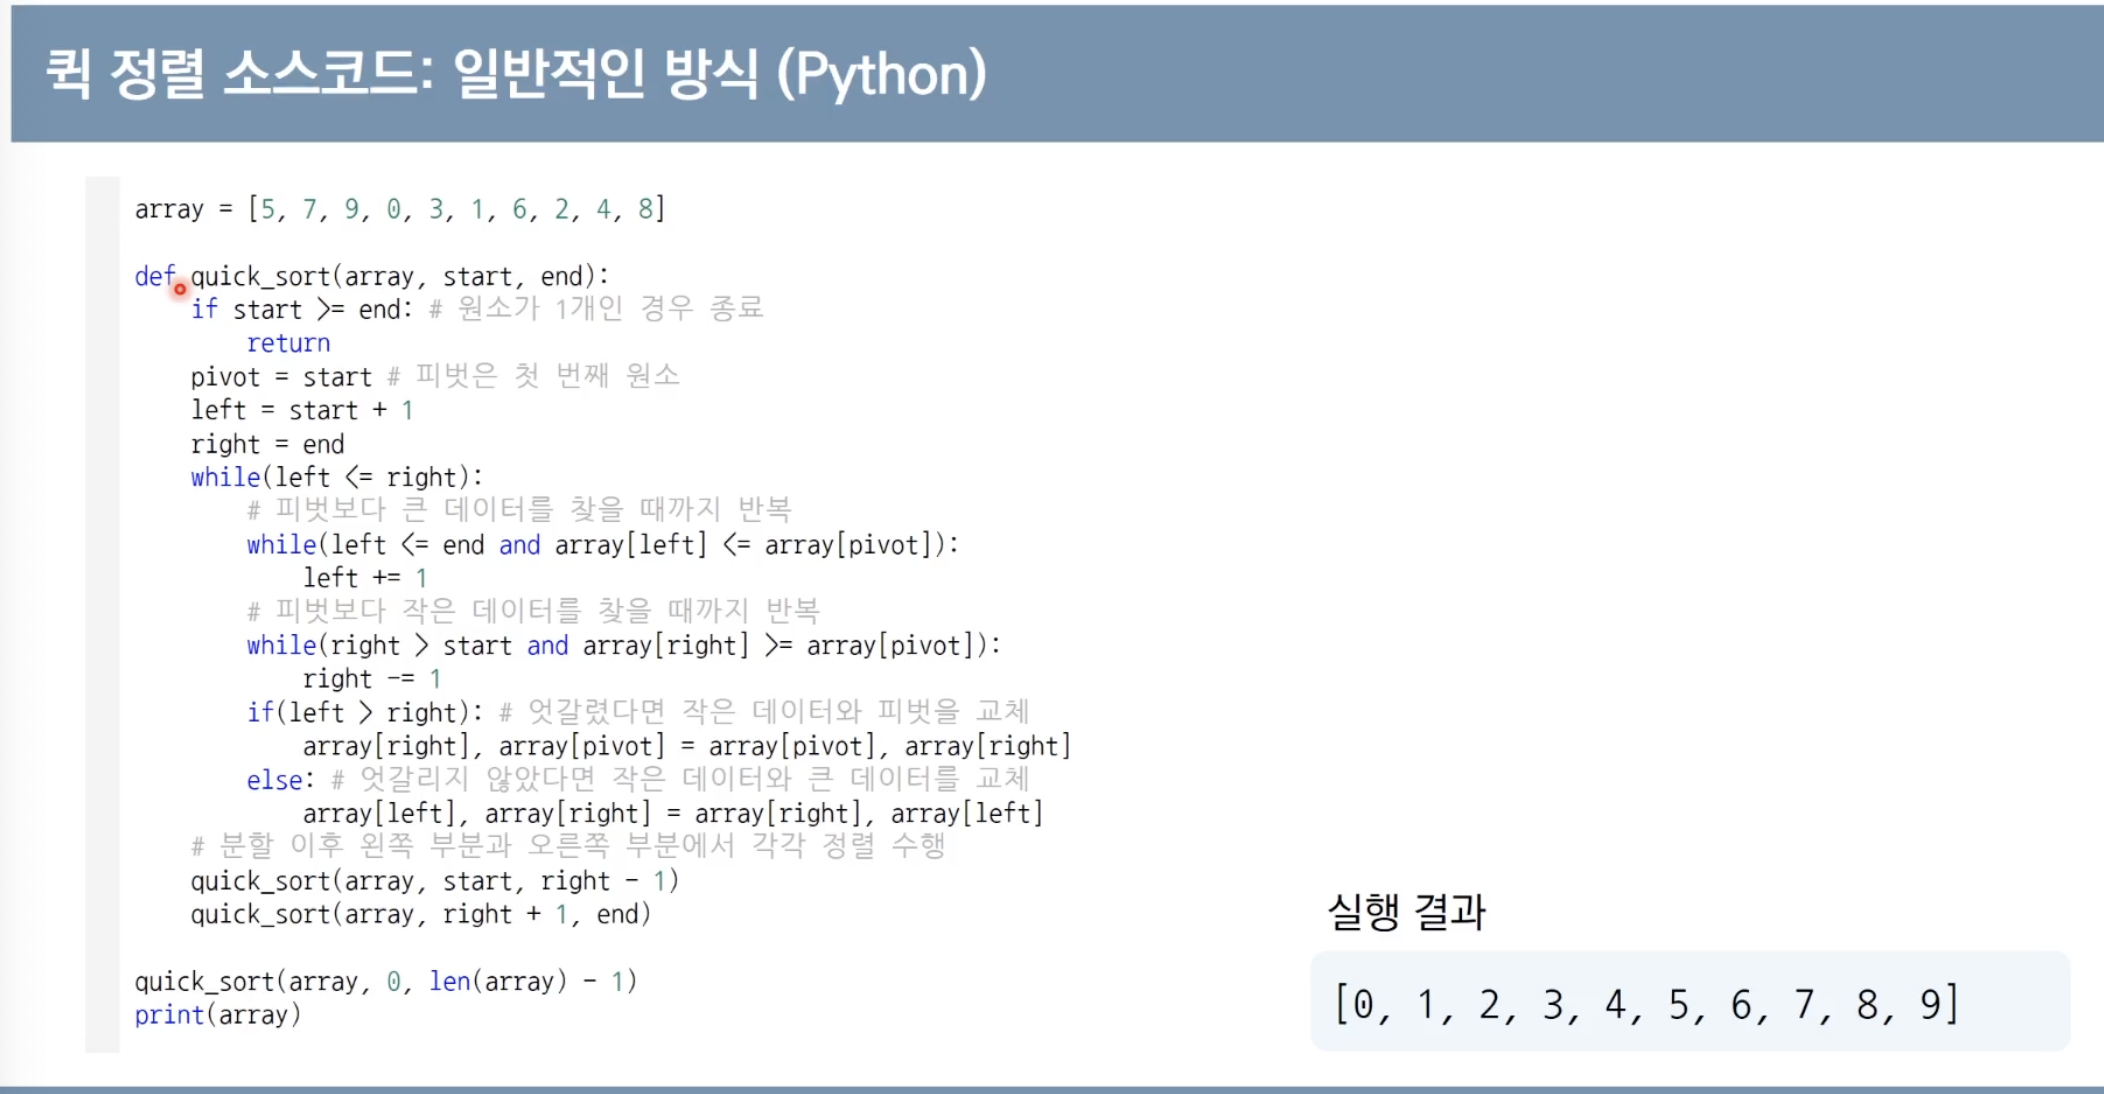 퀵 정렬 소스코드: 일반적인 방식 (Python)
array = [5, 7, 9, 0, 3, 1, 6, 2, 4, 8]
def quick_sort(array, start, end):
    if start >= end: # 원소가 1개인 경우 종료
        return
    pivot = start # 피벗은 첫 번째 원소
    left = start + 1
    right = end
    while(left <= right):
        # 피벗보다 큰 데이터를 찾을 때까지 반복
        while(left <= end and array[left] <= array[pivot]):
            left += 1
        # 피벗보다 작은 데이터를 찾을 때까지 반복
        while(right > start and array[right] >= array[pivot]):
            right -= 1
        if(left > right): # 엇갈렸다면 작은 데이터와 피벗을 교체
            array[right], array[pivot] = array[pivot], array[right]
        else: # 엇갈리지 않았다면 작은 데이터와 큰 데이터를 교체
            array[left], array[right] = array[right], array[left]
    # 분할 이후 왼쪽 부분과 오른쪽 부분에서 각각 정렬 수행
    quick_sort(array, start, right - 1)
    quick_sort(array, right + 1, end)
quick_sort(array, 0, len(array) - 1)
print(array)
실행 결과
[0, 1, 2, 3, 4, 5, 6, 7, 8, 9]